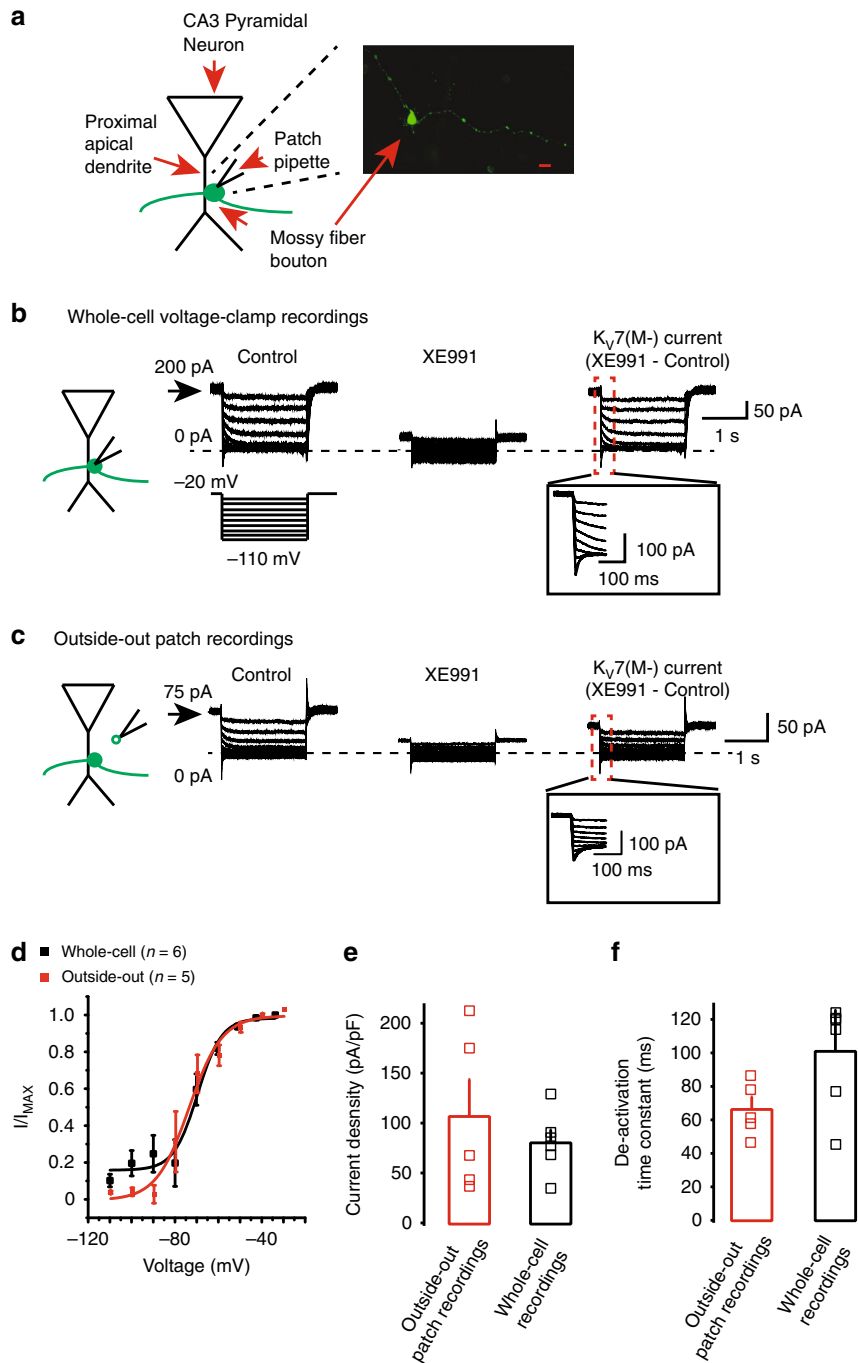 a
CA3 Pyramidal
Neuron
Proximal
apical
dendrite
Patch
pipette
Mossy fiber
bouton
b
Whole-cell voltage-clamp recordings
Control
XE991
KV7(M-) current
(XE991 - Control)
200 pA
0 pA
50 pA
1 s
–20 mV
–110 mV
100 pA
100 ms
c
Outside-out patch recordings
Control
XE991
KV7(M-) current
(XE991 - Control)
75 pA
0 pA
50 pA
1 s
100 pA
100 ms
d
Whole-cell (n = 6)
Outside-out (n = 5)
1.0
0.8
0.6
0.4
0.2
0
I/IMAX
–120
–80
–40
Voltage (mV)
e
200
150
100
50
0
Current desnsity (pA/pF)
Outside-out
patch recordings
Whole-cell
recordings
f
120
100
80
60
40
20
0
De-activation
time constant (ms)
Outside-out
patch recordings
Whole-cell
recordings